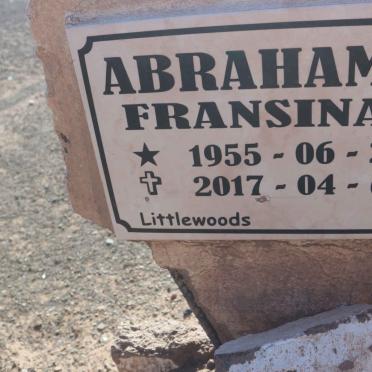 ABRAHAM
FRANSINA
★ 1955 - 06 -
✞ 2017 - 04 -
Littlewoods